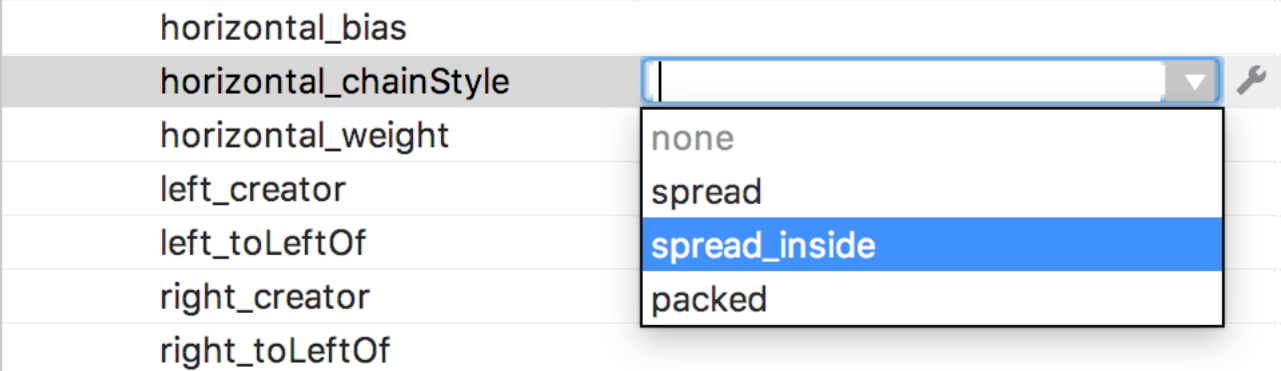 horizontal_bias
horizontal_chainStyle
horizontal_weight
none
left_creator
spread
left_toLeftOf
spread_inside
right_creator
packed
right_toLeftOf